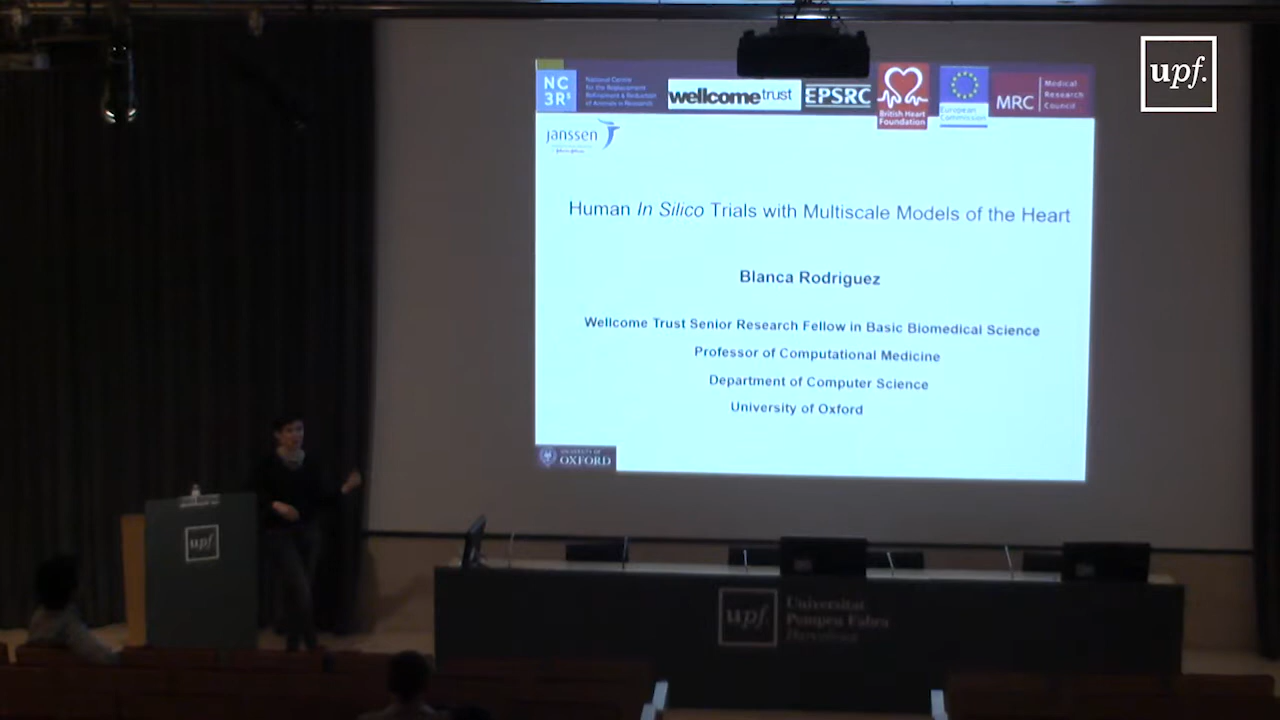 NC
3Rs
National Centre
for the Replacement
Refinement & Reduction
of Animals in Research
wellcome trust
EPSRC
British Heart
Foundation
European
Commission
MRC
Medical
Research
Council
upf.
janssen
Human In Silico Trials with Multiscale Models of the Heart
Blanca Rodriguez
Wellcome Trust Senior Research Fellow in Basic Biomedical Science
Professor of Computational Medicine
Department of Computer Science
University of Oxford
UNIVERSITY OF
OXFORD
upf.
upf.
Universitat
Pompeu Fabra
Barcelona